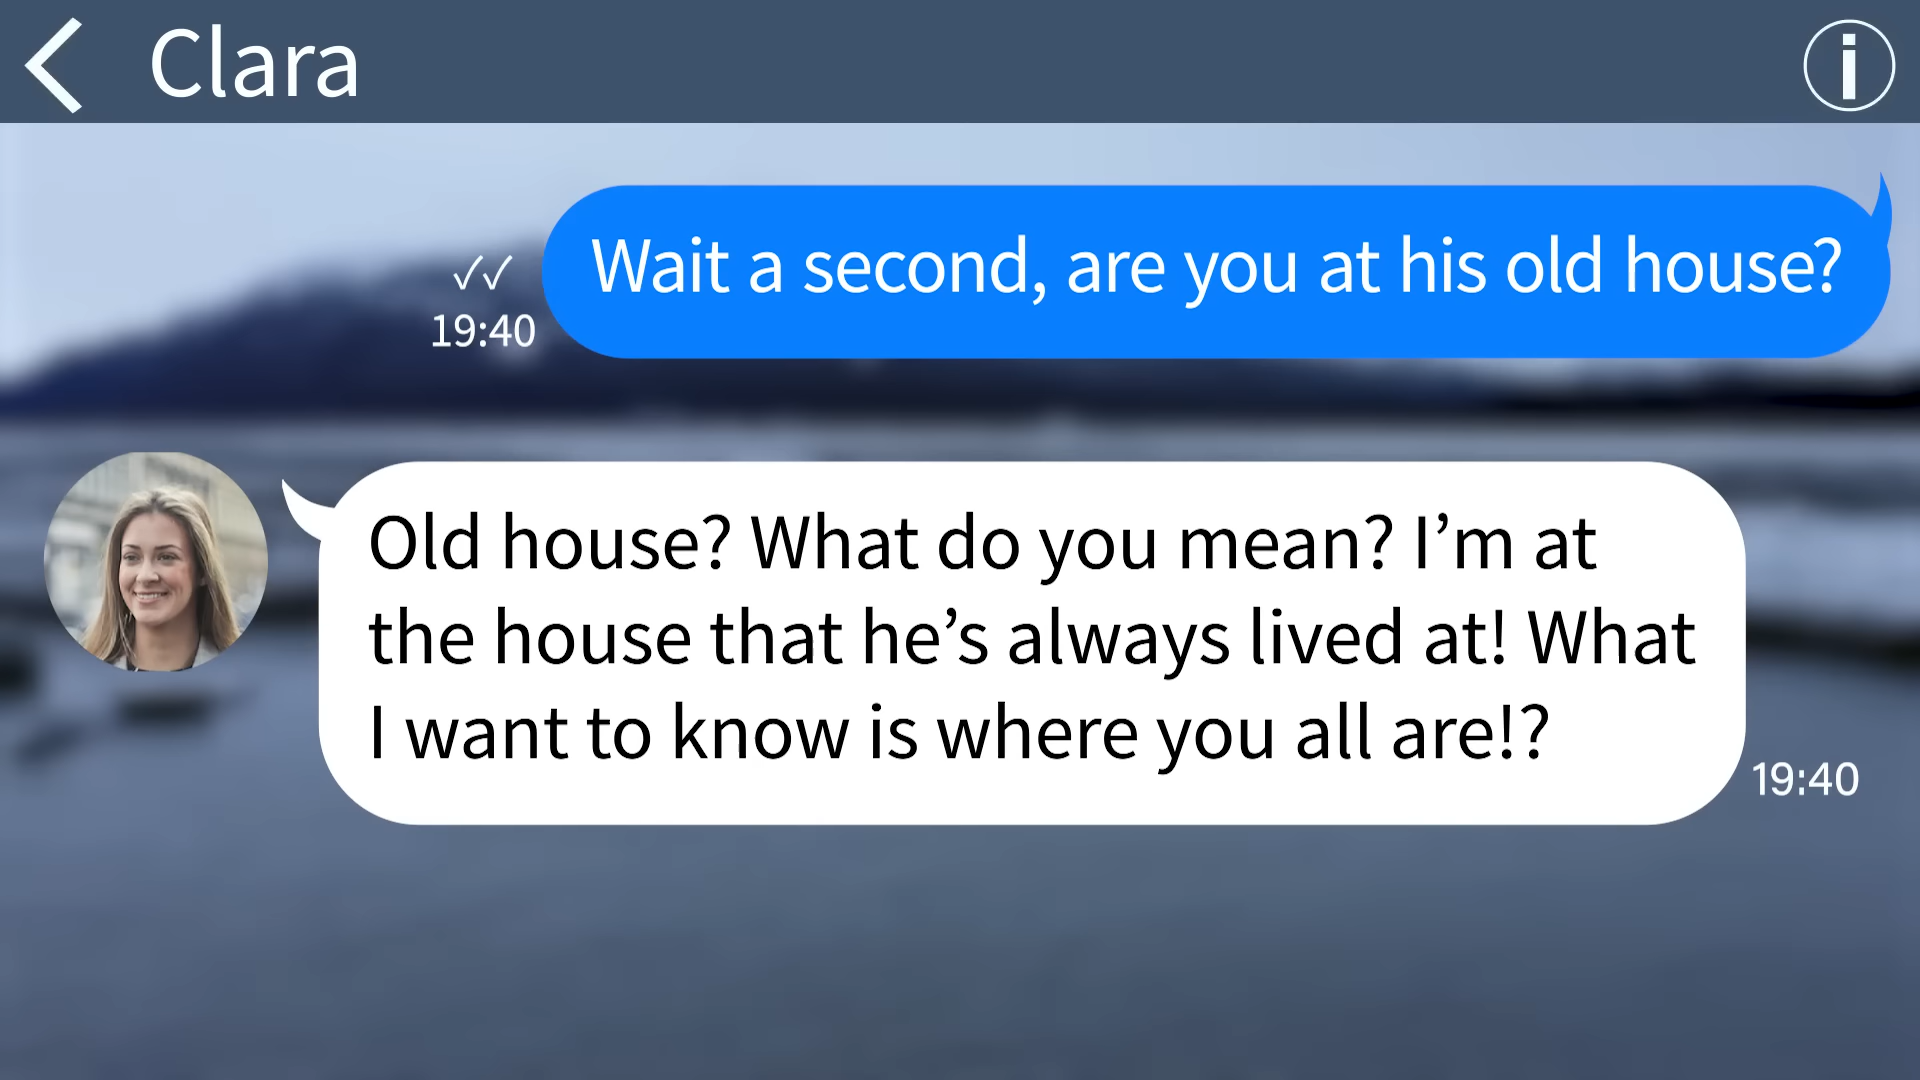 Clara
Wait a second, are you at his old house?
✓✓
19:40
Old house? What do you mean? I’m at
the house that he’s always lived at! What
I want to know is where you all are!?
19:40